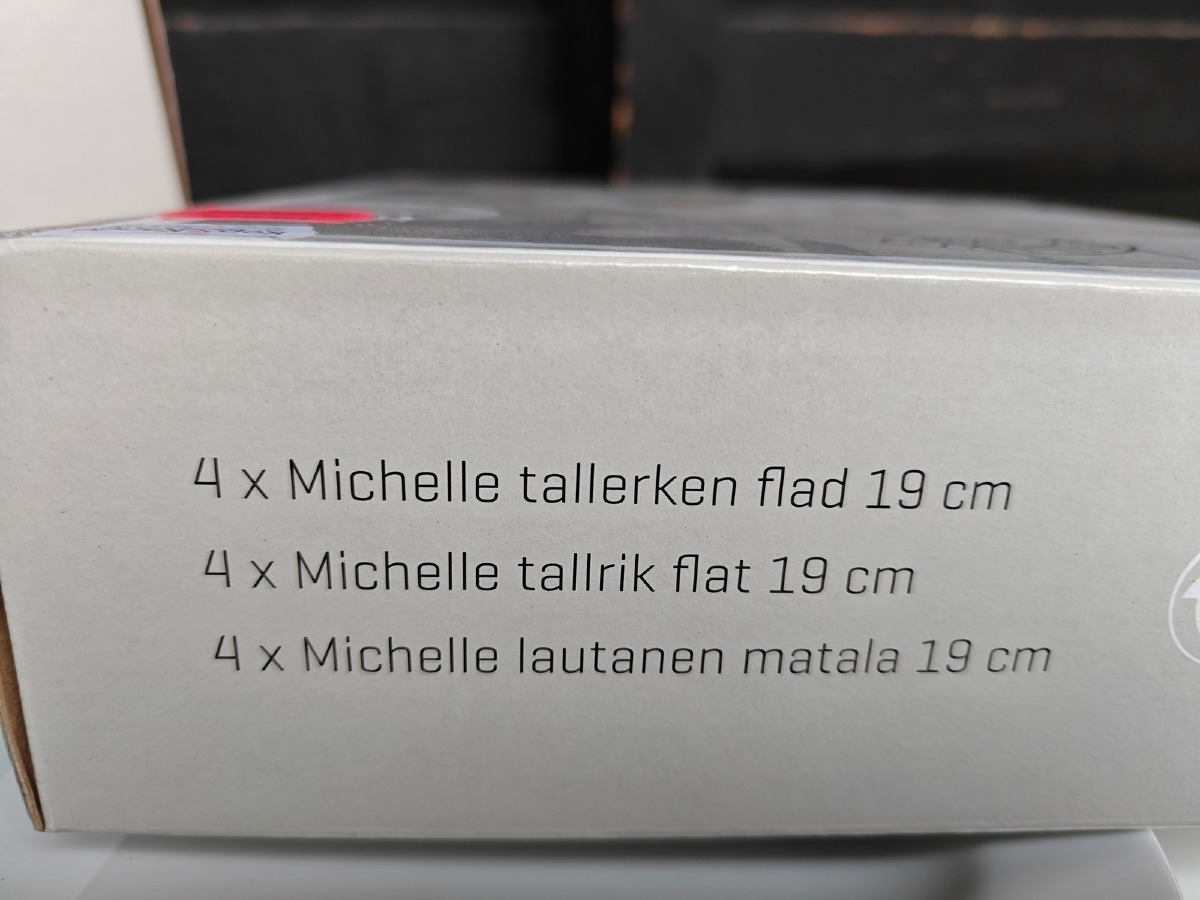 4 x Michelle tallerken flad 19 cm
4 x Michelle tallrik flat 19 cm
4 x Michelle lautanen matala 19 cm